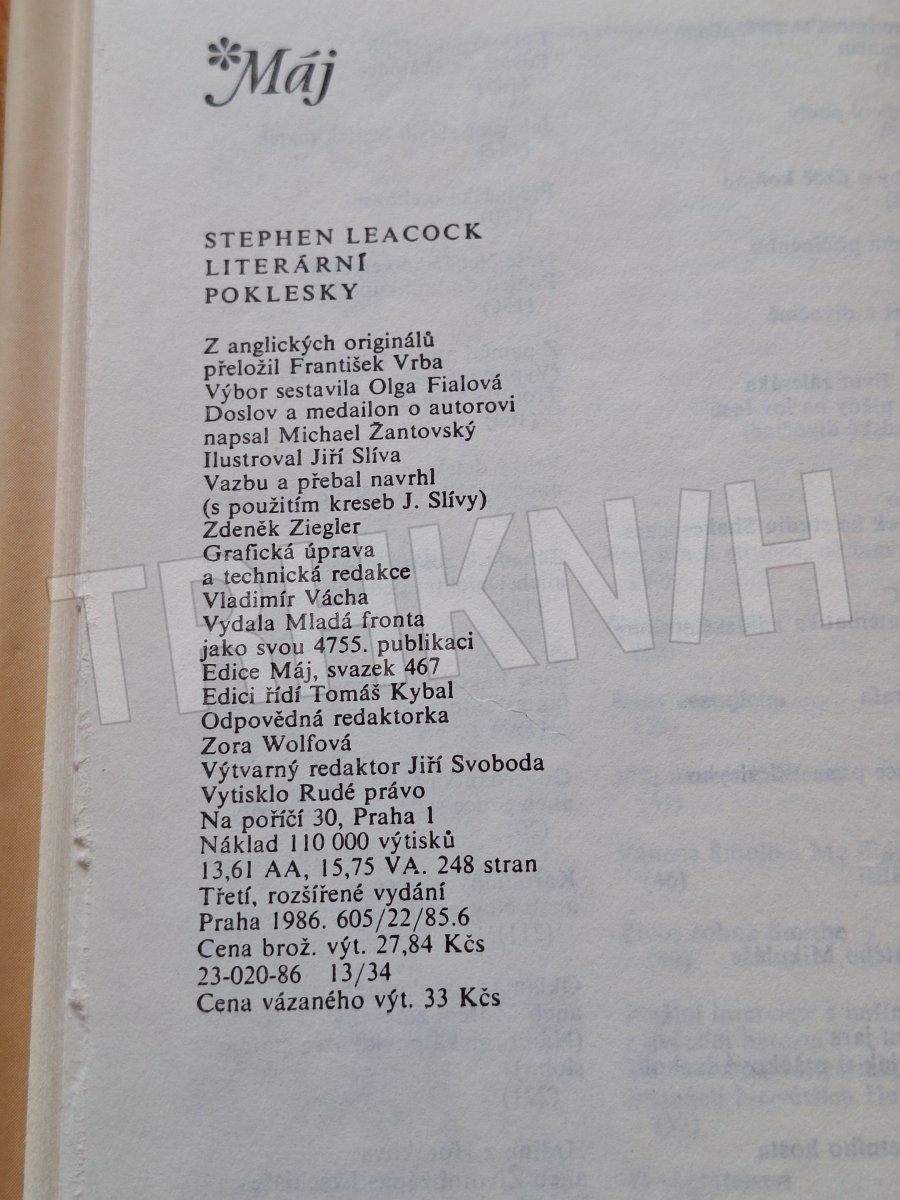 *Máj
STEPHEN LEACOCK
LITERÁRNÍ
POKLESKY
Z anglických originálů
přeložil František Vrba
Výbor sestavila Olga Fialová
Doslov a medailon o autorovi
napsal Michael Žantovský
Ilustroval Jiří Slíva
Vazbu a přebal navrhl
(s použitím kreseb J. Slívy)
Zdeněk Ziegler
Grafická úprava
a technická redakce
Vladimír Vácha
Vydala Mladá fronta
jako svou 4755. publikaci
Edice Máj, svazek 467
Edici řídí Tomáš Kybal
Odpovědná redaktorka
Zora Wolfová
Výtvarný redaktor Jiří Svoboda
Vytisklo Rudé právo
Na poříčí 30, Praha 1
Náklad 110 000 výtisků
13,61 AA, 15,75 VA. 248 stran
Třetí, rozšířené vydání
Praha 1986. 605/22/85.6
Cena brož. výt. 27,84 Kčs
23-020-86 13/34
Cena vázaného výt. 33 Kčs